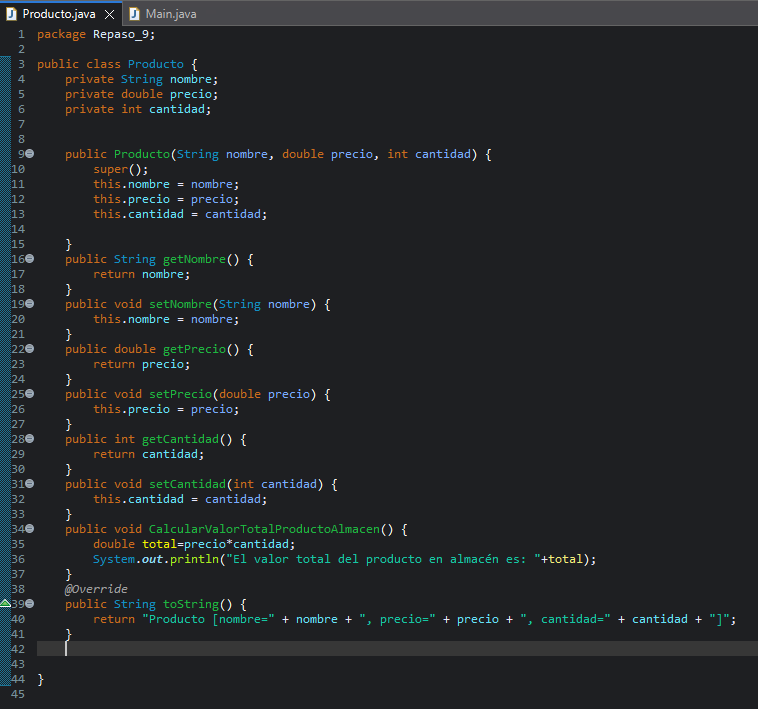 Producto.java Main.java
1 package Repaso_9;
2
3 public class Producto {
4     private String nombre;
5     private double precio;
6     private int cantidad;
7
8
9     public Producto(String nombre, double precio, int cantidad) {
10         super();
11         this.nombre = nombre;
12         this.precio = precio;
13         this.cantidad = cantidad;
14
15     }
16     public String getNombre() {
17         return nombre;
18     }
19     public void setNombre(String nombre) {
20         this.nombre = nombre;
21     }
22     public double getPrecio() {
23         return precio;
24     }
25     public void setPrecio(double precio) {
26         this.precio = precio;
27     }
28     public int getCantidad() {
29         return cantidad;
30     }
31     public void setCantidad(int cantidad) {
32         this.cantidad = cantidad;
33     }
34     public void CalcularValorTotalProductoAlmacen() {
35         double total=precio*cantidad;
36         System.out.println("El valor total del producto en almacén es: "+total);
37     }
38     @Override
39     public String toString() {
40         return "Producto [nombre=" + nombre + ", precio=" + precio + ", cantidad=" + cantidad + "]";
41     }
42
43
44 }
45